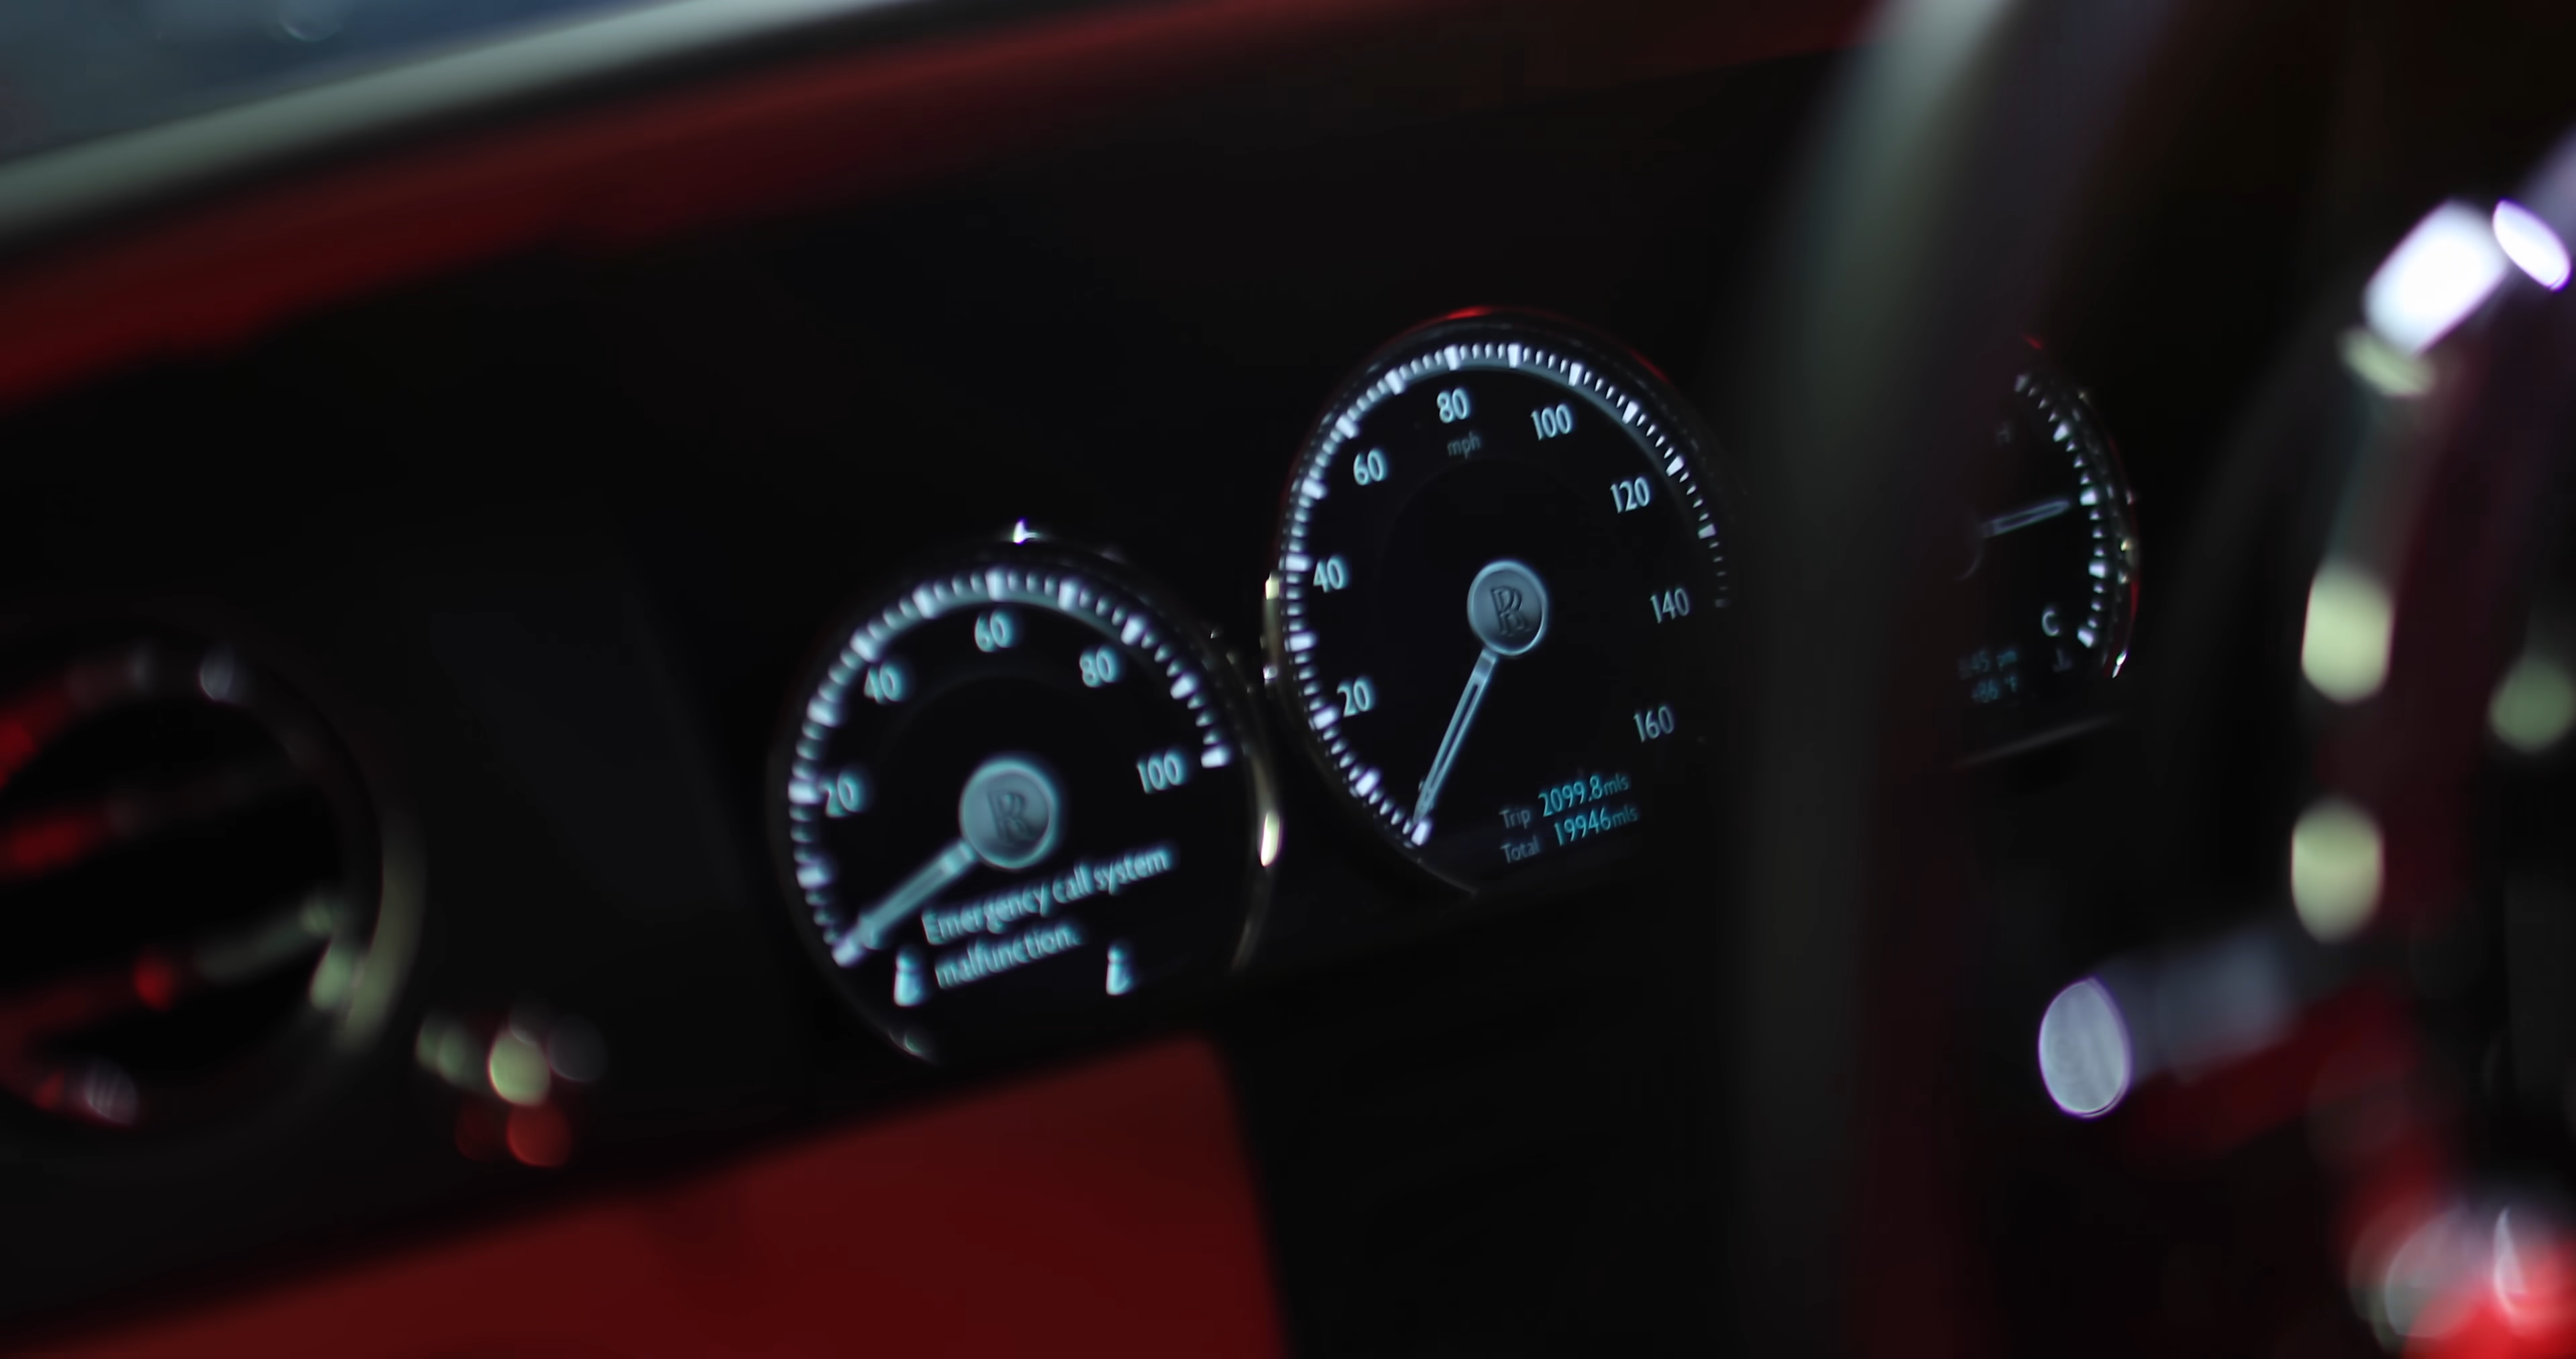 60
40
80
20
100
Emergency call system
malfunction.
80
mph
100
60
120
40
140
20
160
Trip 2099.8mls
Total 19946mls
C